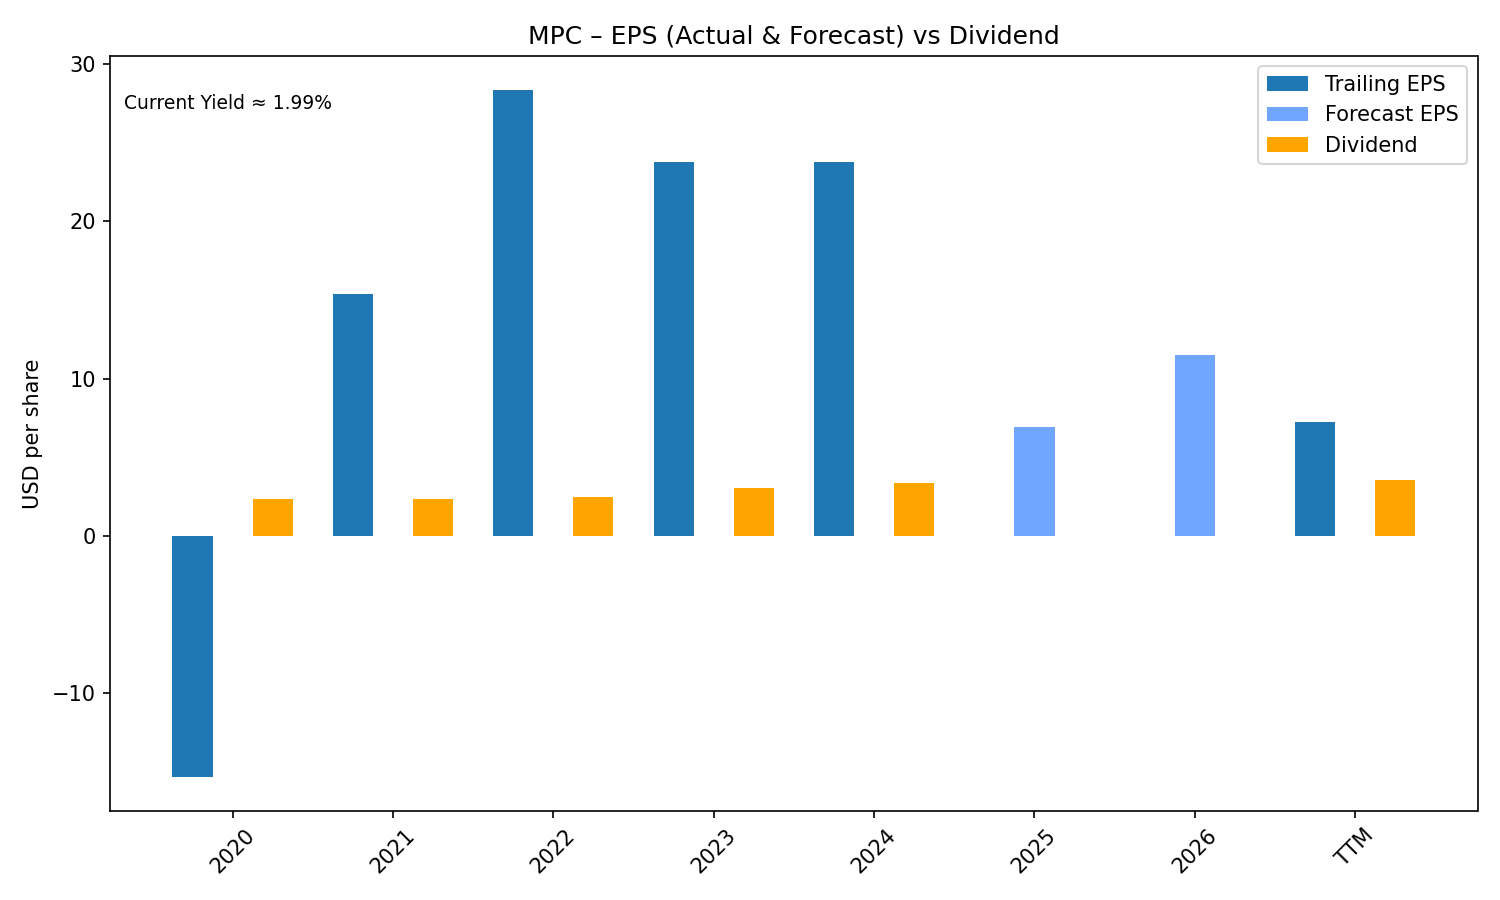 MPC – EPS (Actual & Forecast) vs Dividend
Current Yield ≈ 1.99%
Trailing EPS
Forecast EPS
Dividend
USD per share
30
20
10
0
−10
2020
2021
2022
2023
2024
2025
2026
TTM